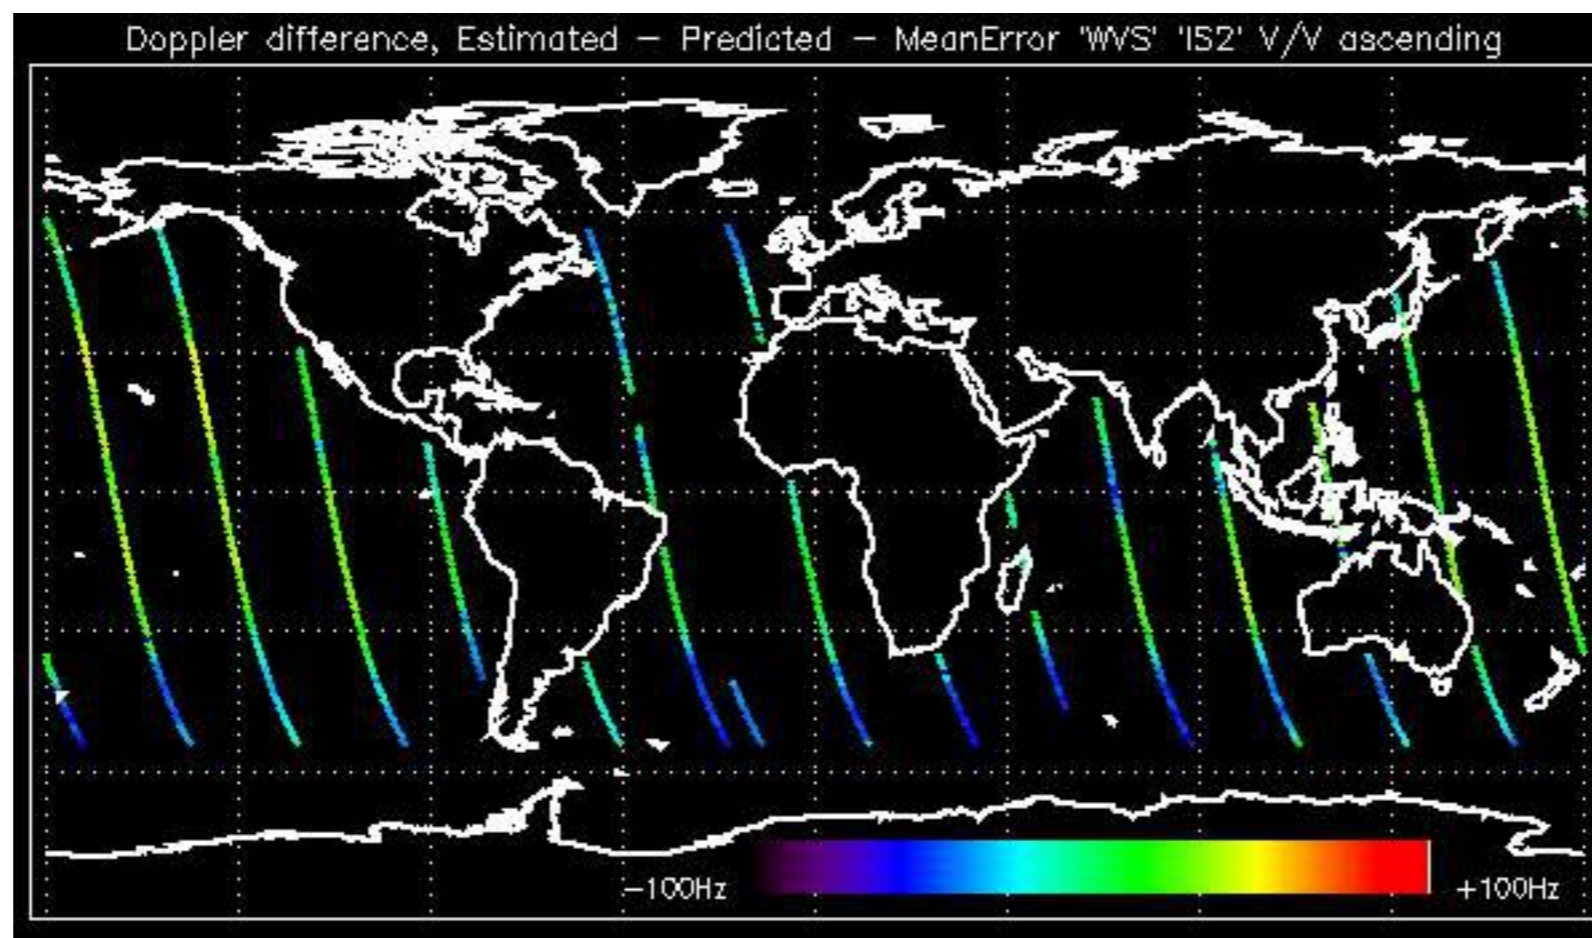 Doppler difference, Estimated – Predicted – MeanError 'WVS' 'IS2' V/V ascending
–100Hz +100Hz